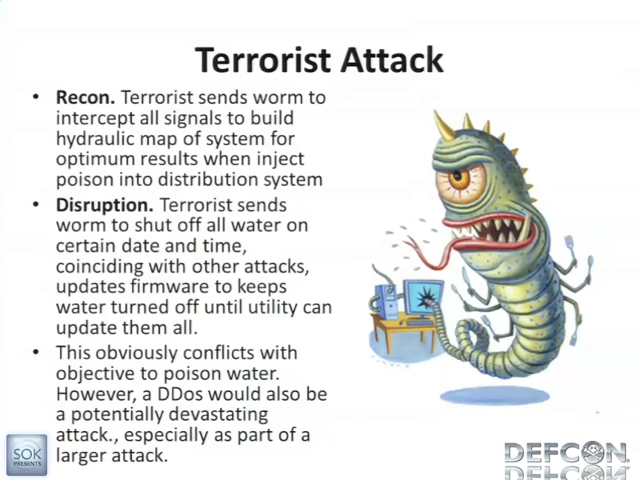 Terrorist Attack
• Recon. Terrorist sends worm to
intercept all signals to build
hydraulic map of system for
optimum results when inject
poison into distribution system
• Disruption. Terrorist sends
worm to shut off all water on
certain date and time,
coinciding with other attacks,
updates firmware to keeps
water turned off until utility can
update them all.
• This obviously conflicts with
objective to poison water.
However, a DDos would also be
a potentially devastating
attack., especially as part of a
larger attack.
SOK
PRESENTS
DEFCON